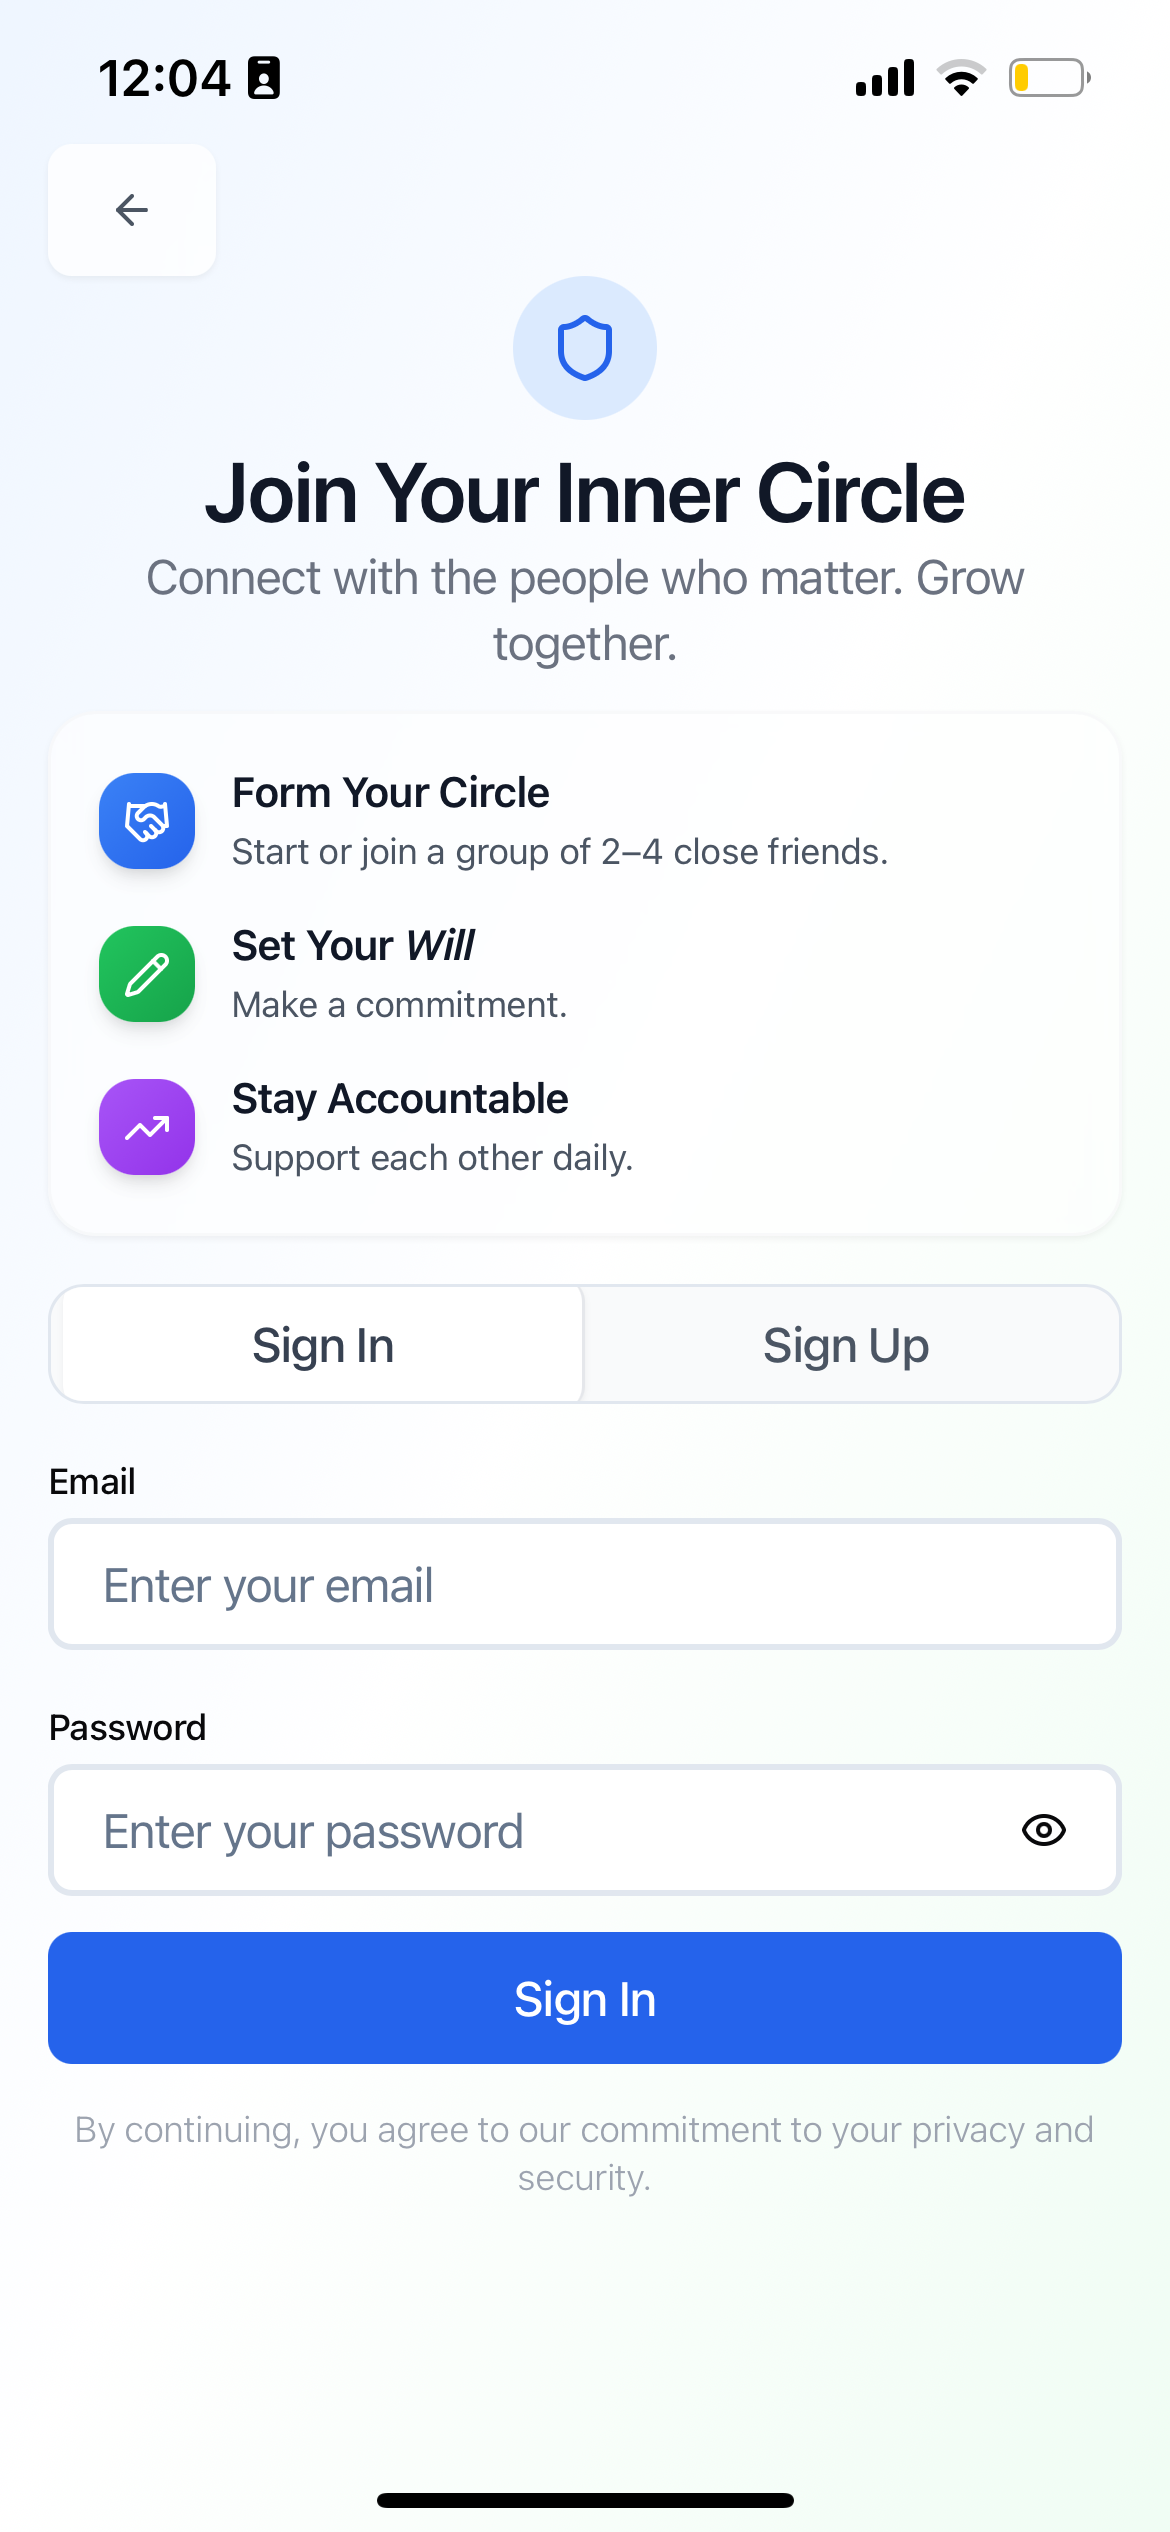 12:04
Join Your Inner Circle
Connect with the people who matter. Grow
together.
Form Your Circle
Start or join a group of 2–4 close friends.
Set Your Will
Make a commitment.
Stay Accountable
Support each other daily.
Sign In
Sign Up
Email
Enter your email
Password
Enter your password
Sign In
By continuing, you agree to our commitment to your privacy and
security.